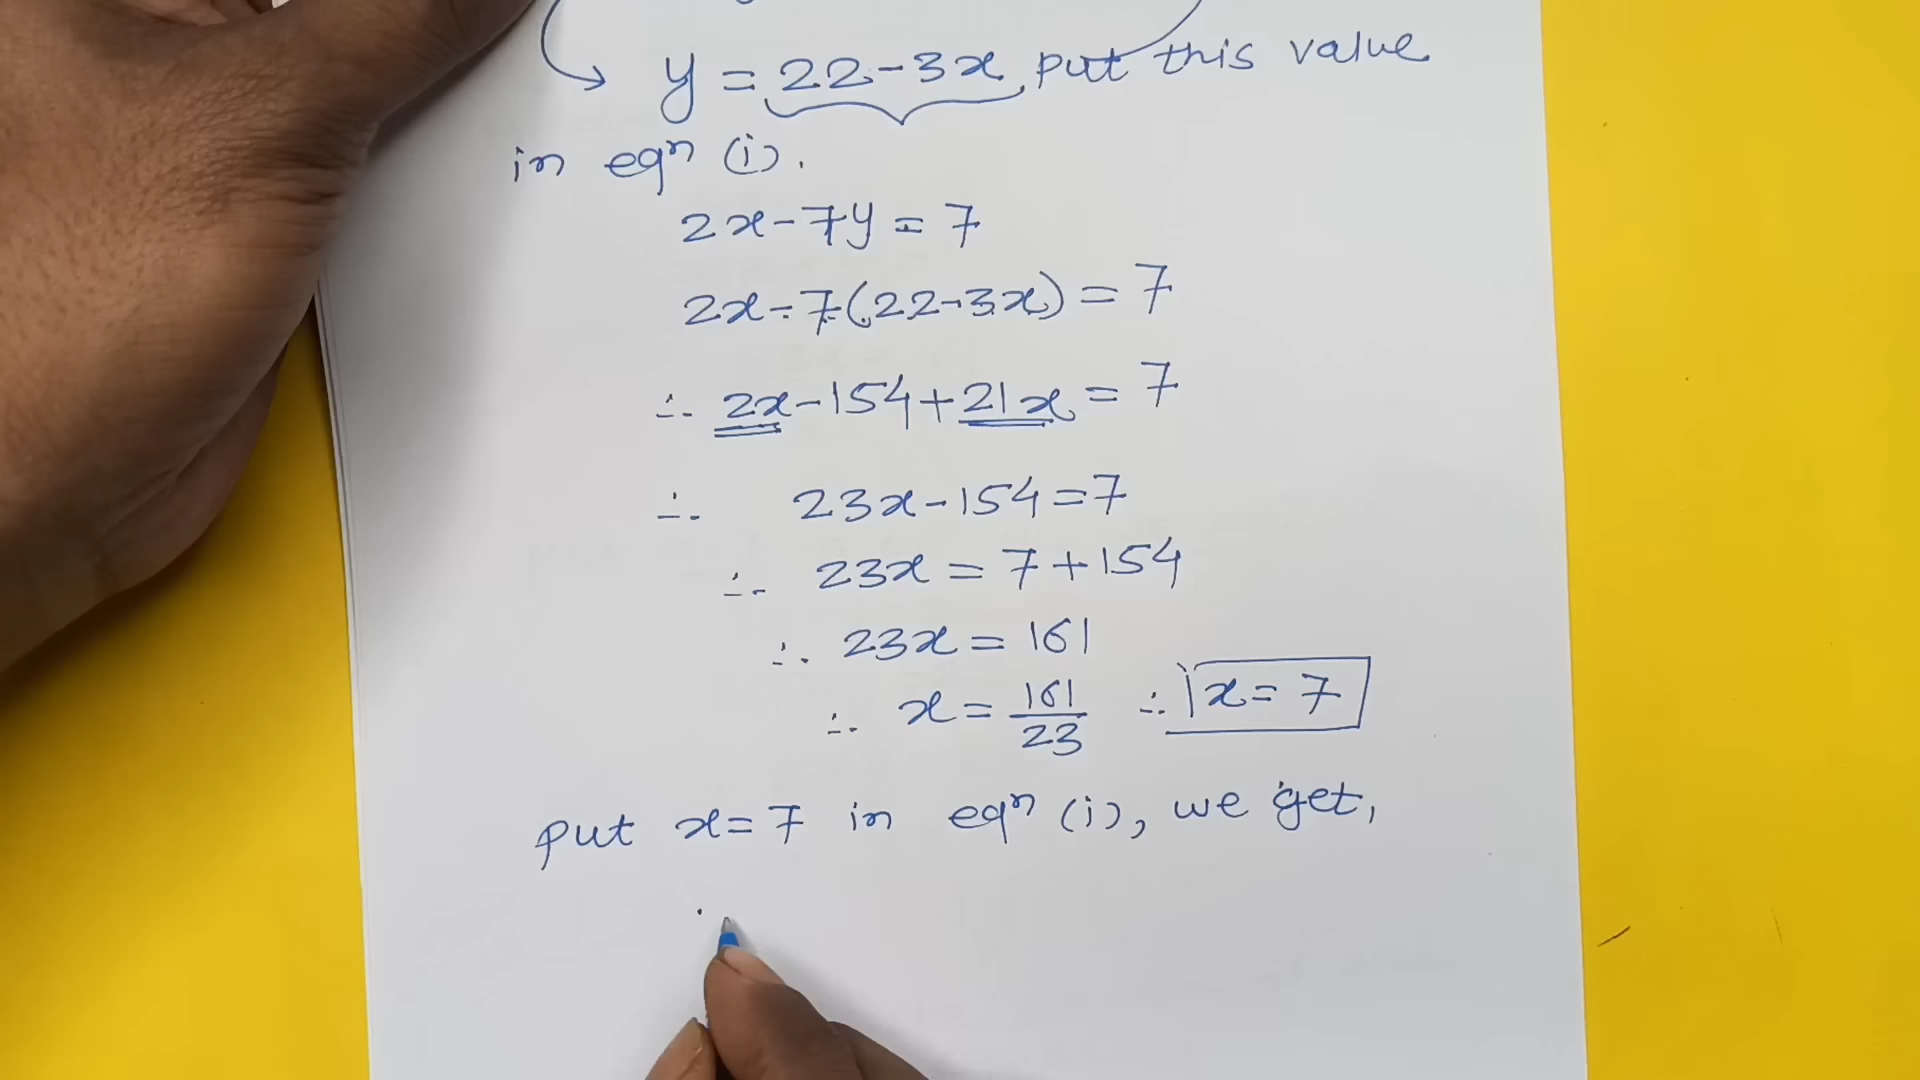 y = 22-3x put this value
in eqⁿ (i).
2x-7y = 7
2x-7(22-3x) = 7
∴ 2x-154+21x = 7
∴ 23x-154=7
∴ 23x = 7+154
∴ 23x = 161
∴ x = 161/23 ∴ x = 7
put x=7 in eqⁿ (i), we get,